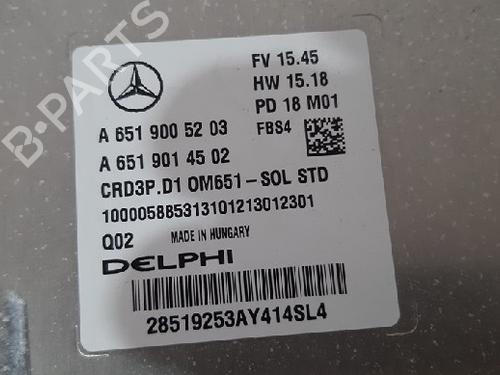 B-PARTS
FV 15.45
HW 15.18
PD 18 M01
FBS4
A 651 900 52 03
A 651 901 45 02
CRD3P.D1 OM651-SOL STD
100005885313101213012301
Q02 MADE IN HUNGARY
DELPHI
28519253AY414SL4